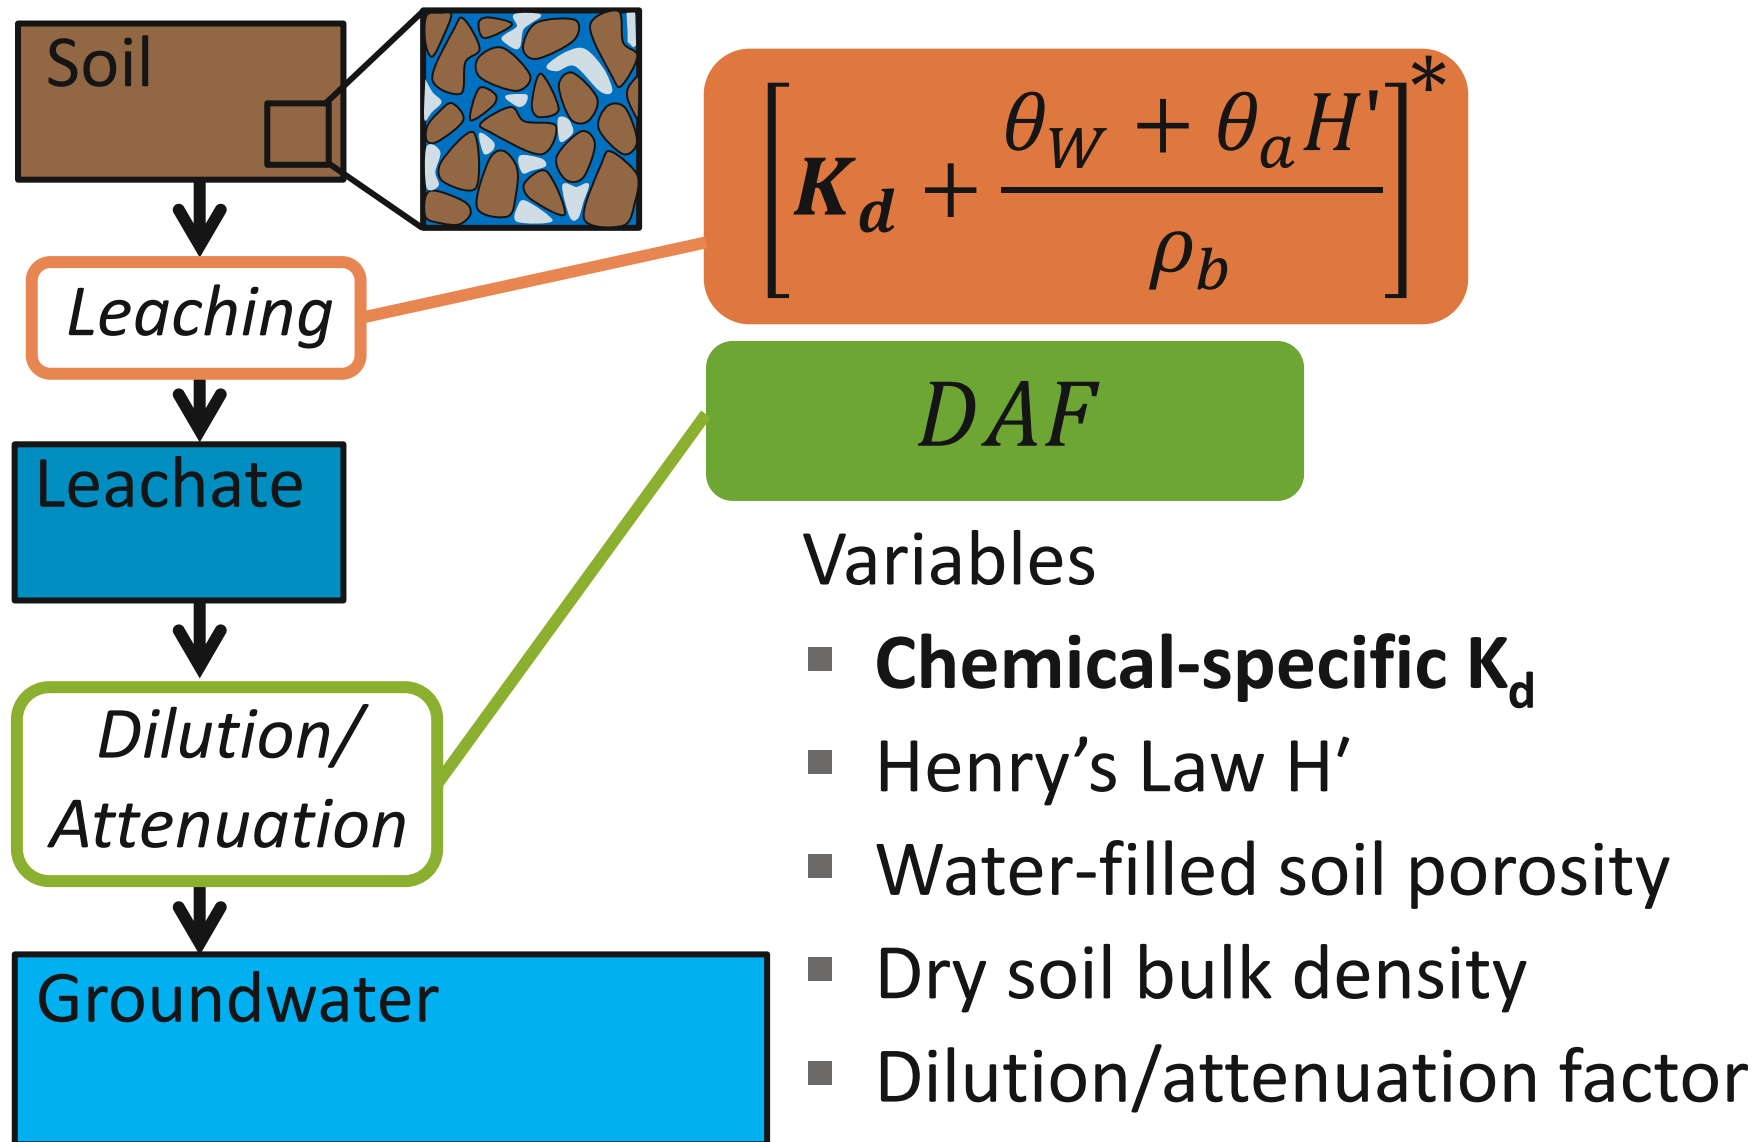 Soil
Leaching
Leachate
Dilution/
Attenuation
Groundwater
[K_d + (θ_W + θ_a H') / ρ_b]*
DAF
Variables
▪ Chemical-specific K_d
▪ Henry’s Law H′
▪ Water-filled soil porosity
▪ Dry soil bulk density
▪ Dilution/attenuation factor